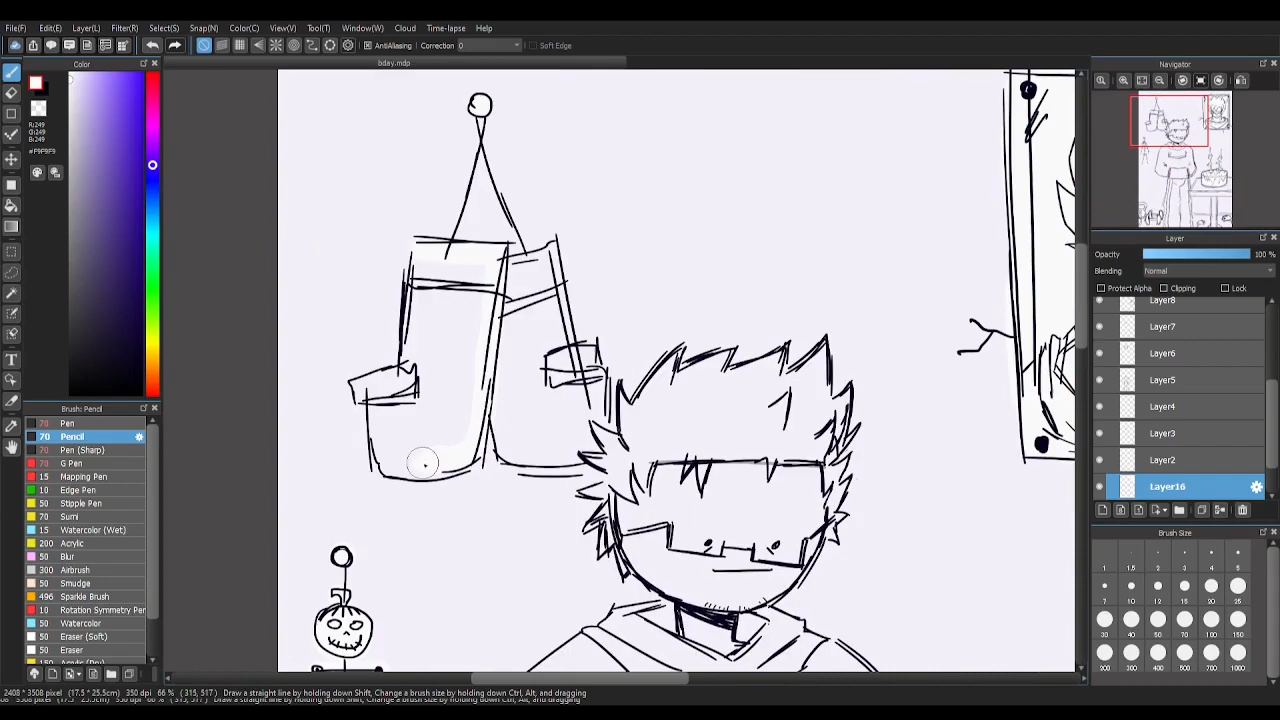 File(F) Edit(E) Layer(L) Filter(R) Select(S) Snap(N) Color(C) View(V) Tool(T) Window(W) Cloud Time-lapse Help
AntiAliasing Correction 0 Soft Edge
bday.mdp
Color
R:249
G:249
B:249
#F9F9F9
Brush: Pencil
70 Pen
70 Pencil
70 Pen (Sharp)
70 G Pen
15 Mapping Pen
10 Edge Pen
50 Stipple Pen
70 Sumi
15 Watercolor (Wet)
200 Acrylic
50 Blur
300 Airbrush
50 Smudge
496 Sparkle Brush
10 Rotation Symmetry Pen
50 Watercolor
50 Eraser (Soft)
50 Eraser
Navigator
Layer
Opacity 100 %
Blending Normal
Protect Alpha Clipping Lock
Layer8
Layer7
Layer6
Layer5
Layer4
Layer3
Layer2
Layer16
Brush Size
1 1.5 2 3 4 5
7 10 12 15 20 25
30 40 50 70 100 150
200 300 500 700 1000
2408 * 3508 pixel (17.5 * 25.5cm) 350 dpi 66 % ( 315, 517 ) Draw a straight line by holding down Shift, Change a brush size by holding down Ctrl, Alt, and dragging